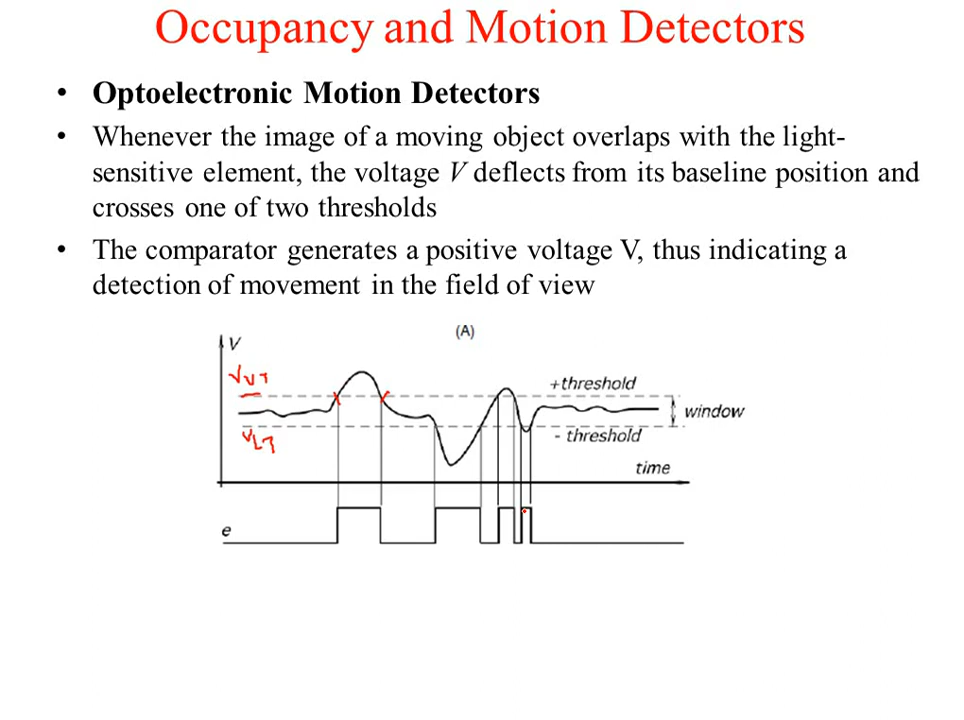 Occupancy and Motion Detectors
• Optoelectronic Motion Detectors
• Whenever the image of a moving object overlaps with the light-
sensitive element, the voltage V deflects from its baseline position and
crosses one of two thresholds
• The comparator generates a positive voltage V, thus indicating a
detection of movement in the field of view
(A)
V
VUT
+threshold
window
VLT
- threshold
time
e